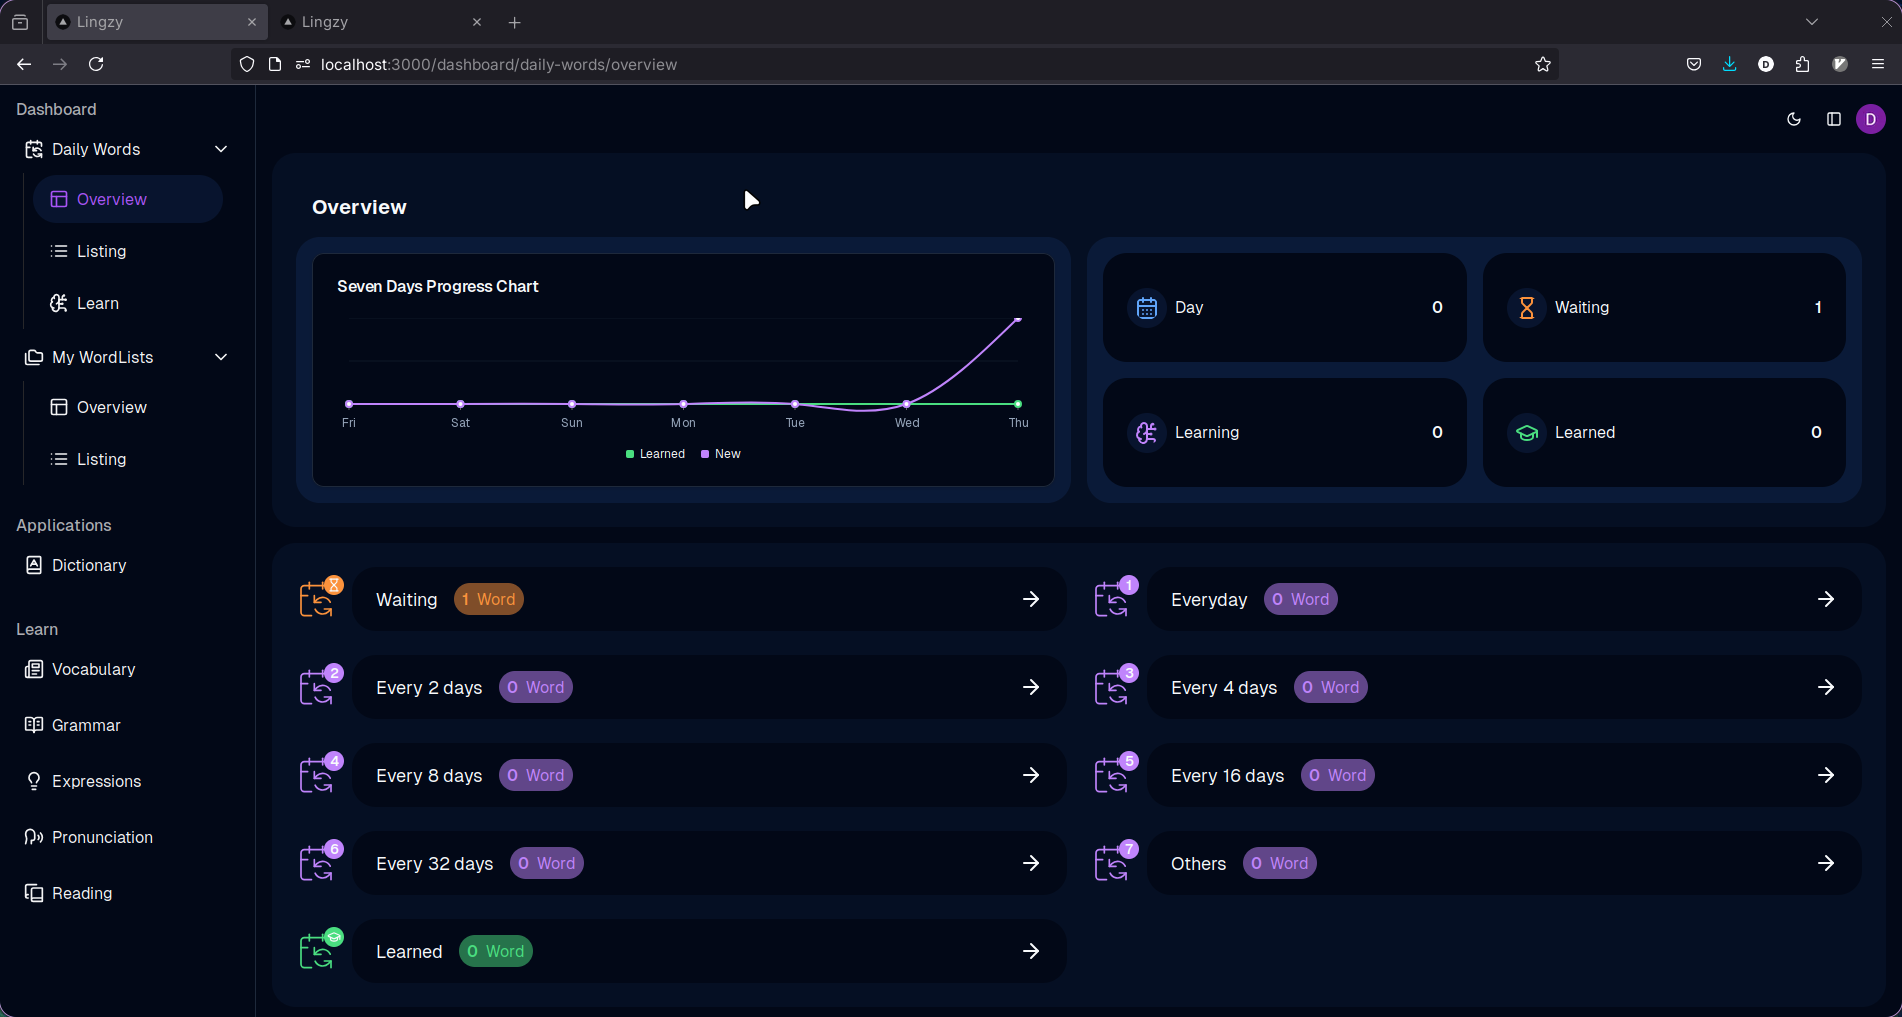 Lingzy
Lingzy
localhost:3000/dashboard/daily-words/overview
D
Dashboard
Daily Words
Overview
Listing
Learn
My WordLists
Overview
Listing
Applications
Dictionary
Learn
Vocabulary
Grammar
Expressions
Pronunciation
Reading
D
Overview
Seven Days Progress Chart
Fri Sat Sun Mon Tue Wed Thu
Learned New
Day 0
Waiting 1
Learning 0
Learned 0
Waiting 1 Word
1 Everyday 0 Word
2 Every 2 days 0 Word
3 Every 4 days 0 Word
4 Every 8 days 0 Word
5 Every 16 days 0 Word
6 Every 32 days 0 Word
7 Others 0 Word
Learned 0 Word